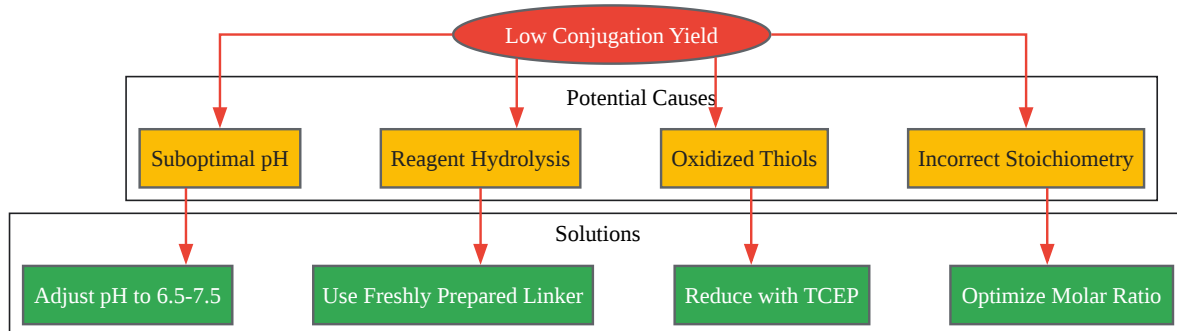 Low Conjugation Yield
Potential Causes
Suboptimal pH
Reagent Hydrolysis
Oxidized Thiols
Incorrect Stoichiometry
Solutions
Adjust pH to 6.5-7.5
Use Freshly Prepared Linker
Reduce with TCEP
Optimize Molar Ratio